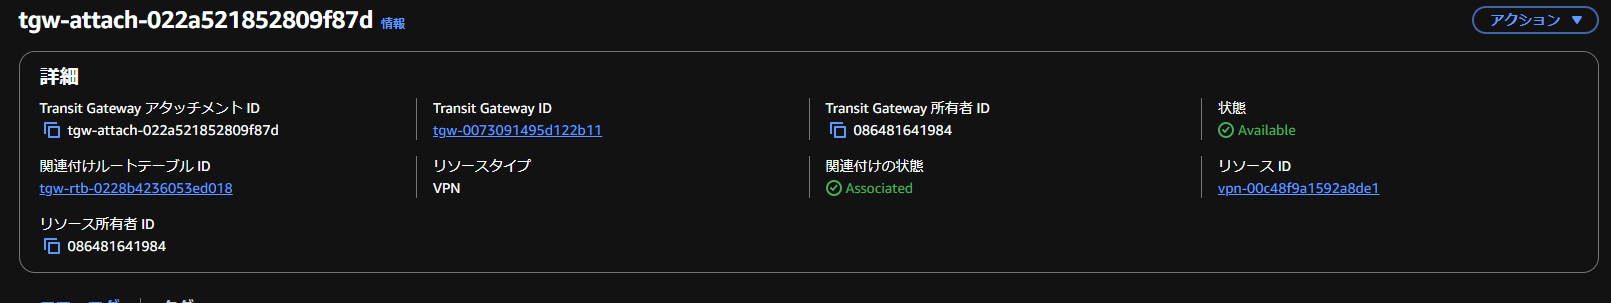 tgw-attach-022a521852809f87d 情報
アクション ▼
詳細
Transit Gateway アタッチメント ID
tgw-attach-022a521852809f87d
Transit Gateway ID
tgw-0073091495d122b11
Transit Gateway 所有者 ID
086481641984
状態
Available
関連付けルートテーブル ID
tgw-rtb-0228b4236053ed018
リソースタイプ
VPN
関連付けの状態
Associated
リソース ID
vpn-00c48f9a1592a8de1
リソース所有者 ID
086481641984